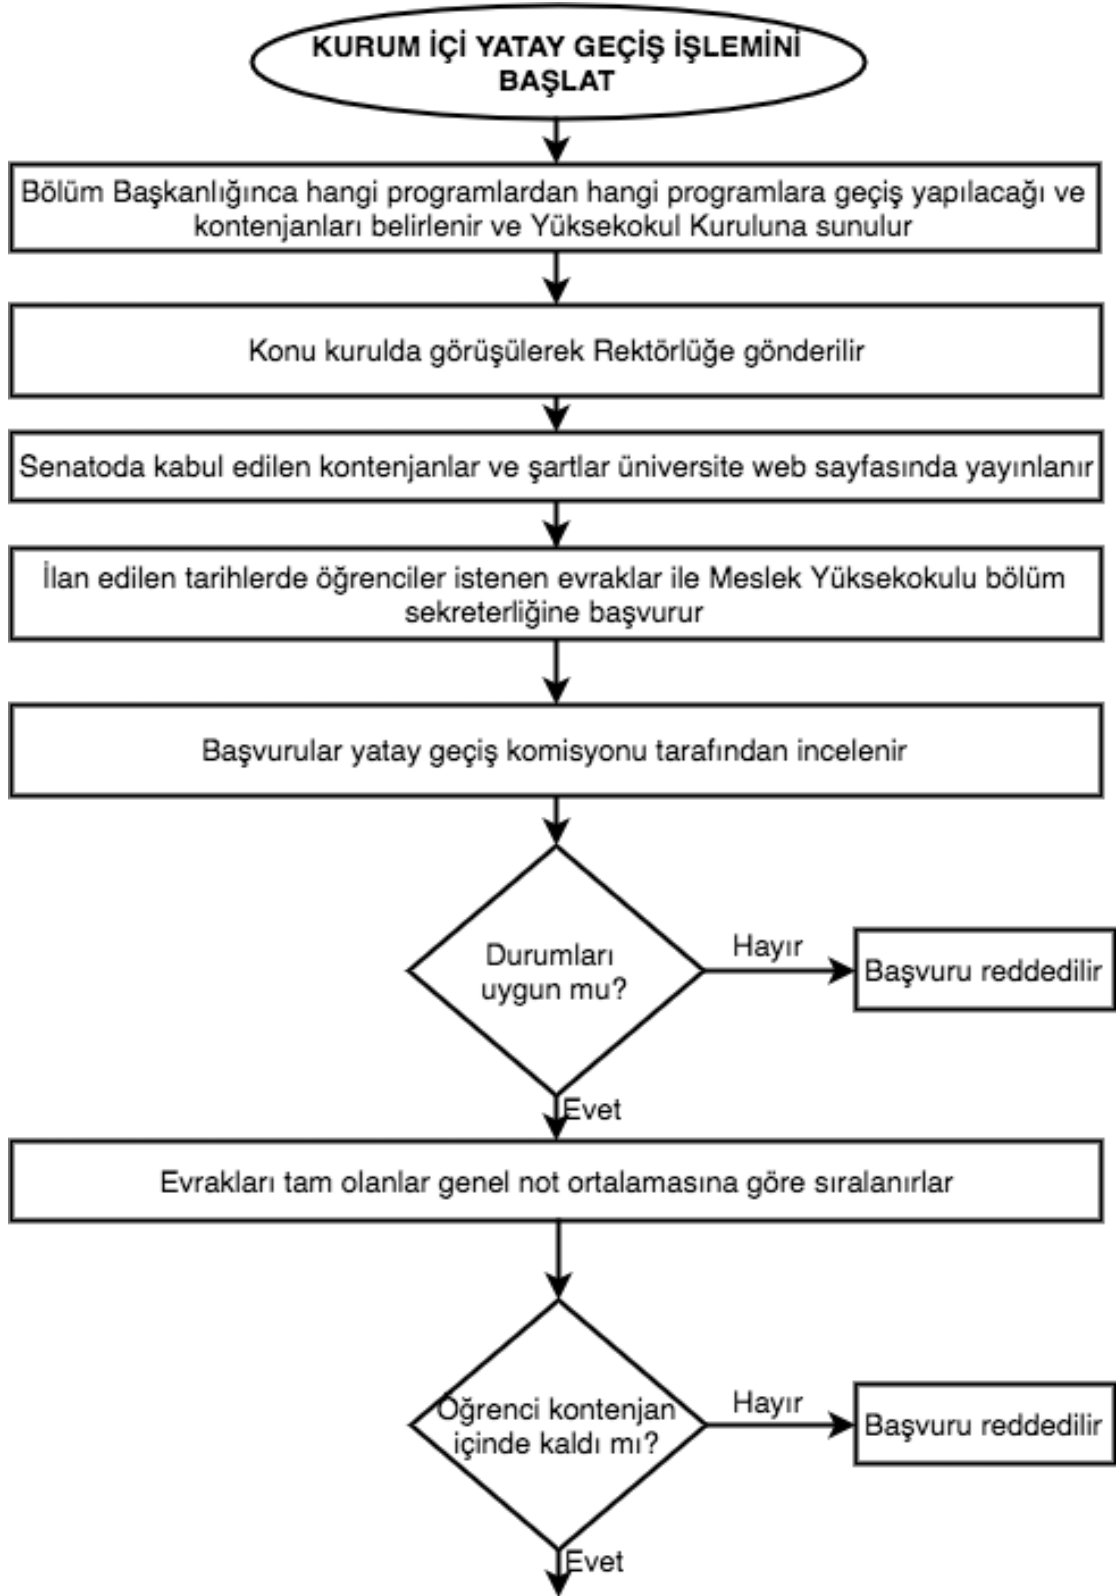 KURUM İÇİ YATAY GEÇİŞ İŞLEMİNİ
BAŞLAT
Bölüm Başkanlığınca hangi programlardan hangi programlara geçiş yapılacağı ve
kontenjanları belirlenir ve Yüksekokul Kuruluna sunulur
Konu kurulda görüşülerek Rektörlüğe gönderilir
Senatoda kabul edilen kontenjanlar ve şartlar üniversite web sayfasında yayınlanır
İlan edilen tarihlerde öğrenciler istenen evraklar ile Meslek Yüksekokulu bölüm
sekreterliğine başvurur
Başvurular yatay geçiş komisyonu tarafından incelenir
Durumları
uygun mu?
Hayır
Başvuru reddedilir
Evet
Evrakları tam olanlar genel not ortalamasına göre sıralanırlar
Öğrenci kontenjan
içinde kaldı mı?
Hayır
Başvuru reddedilir
Evet